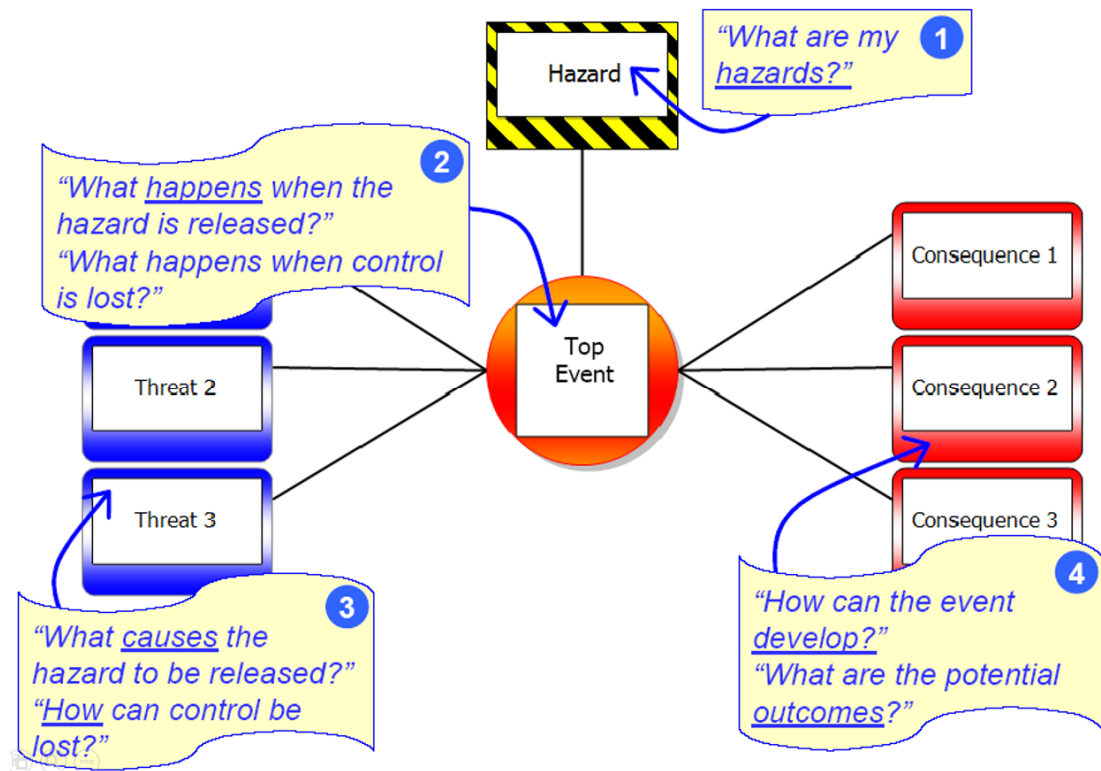 Hazard
“What are my
hazards?”
1
2
“What happens when the
hazard is released?”
“What happens when control
is lost?”
Top
Event
Threat 2
Threat 3
Consequence 1
Consequence 2
Consequence 3
3
“What causes the
hazard to be released?”
“How can control be
lost?”
4
“How can the event
develop?”
“What are the potential
outcomes?”